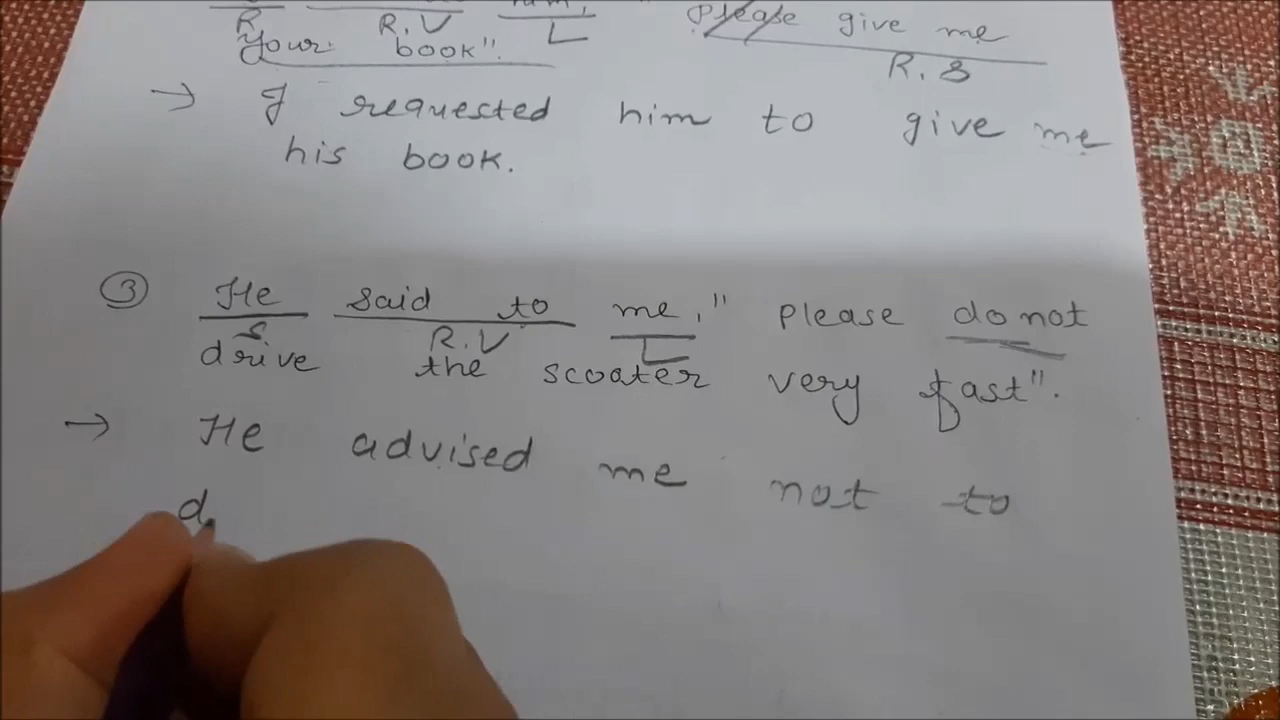 R R.V L " please give me
your book". R.S
→ I requested him to give me
his book.
③ He said to me," please do not
S R.V L
drive the scoater very fast".
→ He advised me not to
d